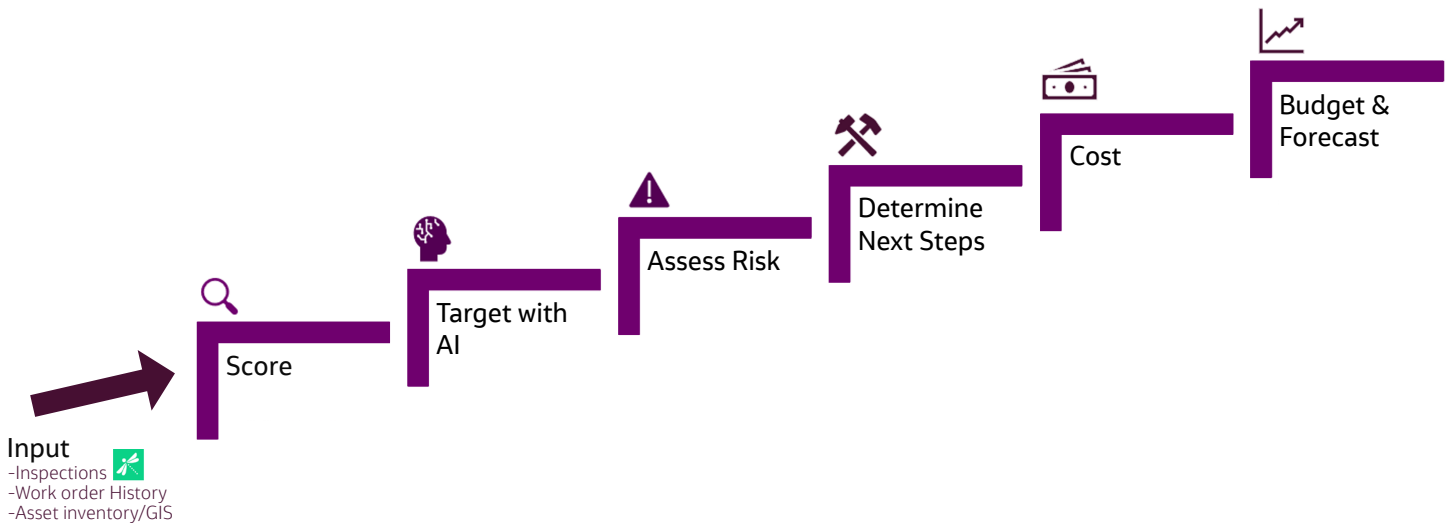 Input
-Inspections
-Work order History
-Asset inventory/GIS
Score
Target with
AI
Assess Risk
Determine
Next Steps
Cost
Budget &
Forecast